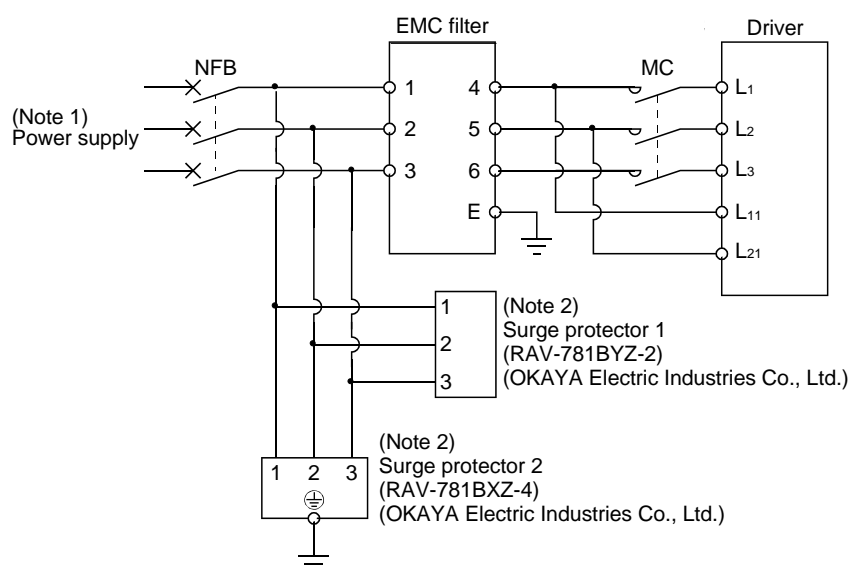 EMC filter
Driver
NFB
MC
1
4
L1
(Note 1)
Power supply
2
5
L2
3
6
L3
E
L11
L21
1
2
3
(Note 2)
Surge protector 1
(RAV-781BYZ-2)
(OKAYA Electric Industries Co., Ltd.)
1 2 3
(Note 2)
Surge protector 2
(RAV-781BXZ-4)
(OKAYA Electric Industries Co., Ltd.)